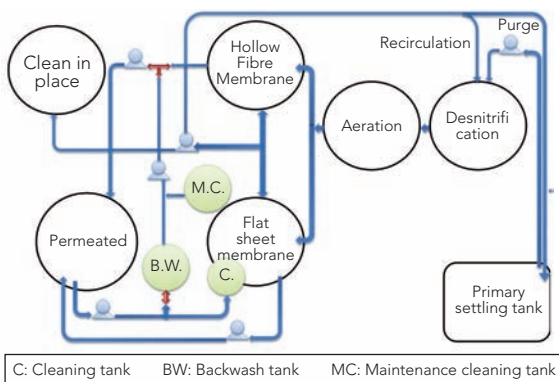 Clean in
place
Hollow
Fibre
Membrane
Recirculation
Purge
Aeration
Desnitrifi
cation
M.C.
Permeated
B.W.
Flat
sheet
membrane
C.
Primary
settling tank
C: Cleaning tank BW: Backwash tank MC: Maintenance cleaning tank